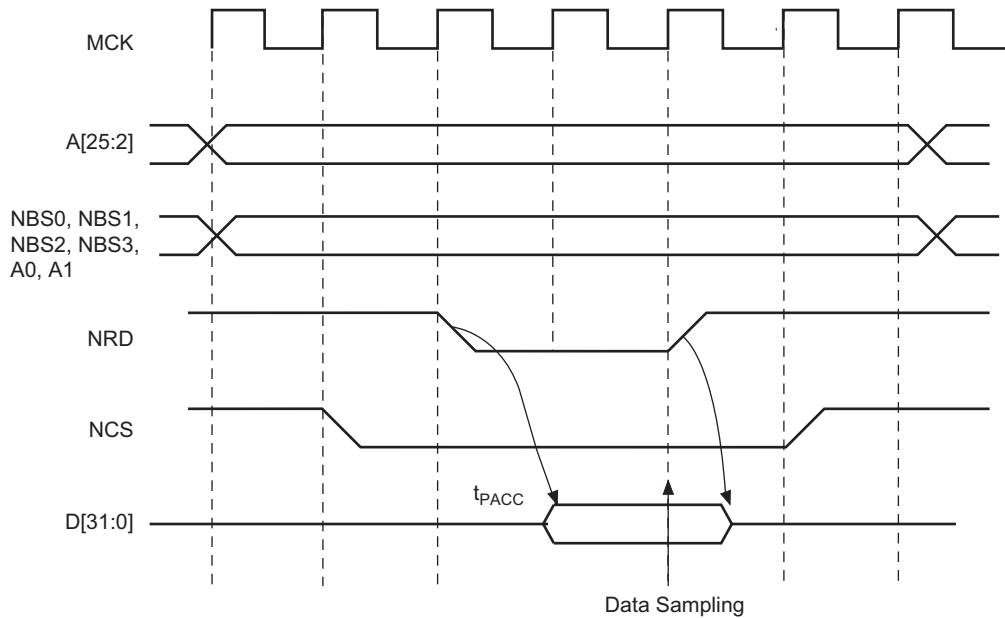 MCK
A[25:2]
NBS0, NBS1,
NBS2, NBS3,
A0, A1
NRD
NCS
tPACC
D[31:0]
Data Sampling